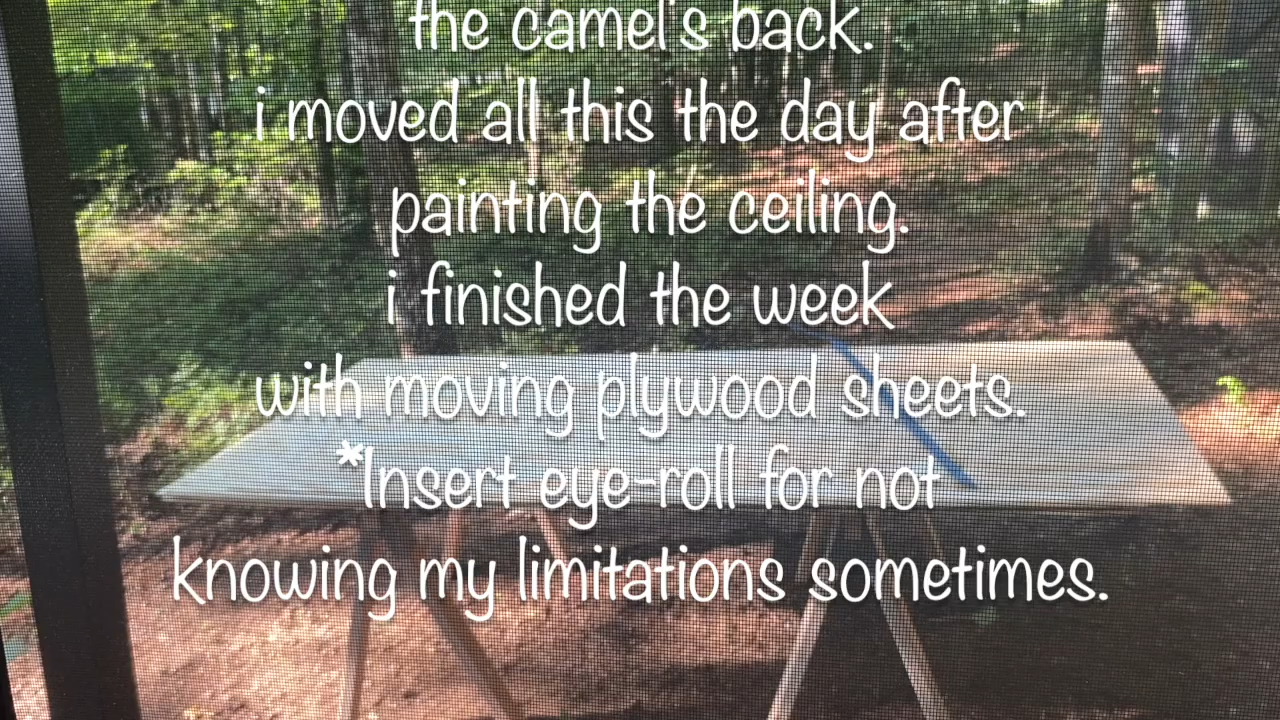 the camel's back.
i moved all this the day after
painting the ceiling.
i finished the week
with moving plywood sheets.
*Insert eye-roll for not
knowing my limitations sometimes.